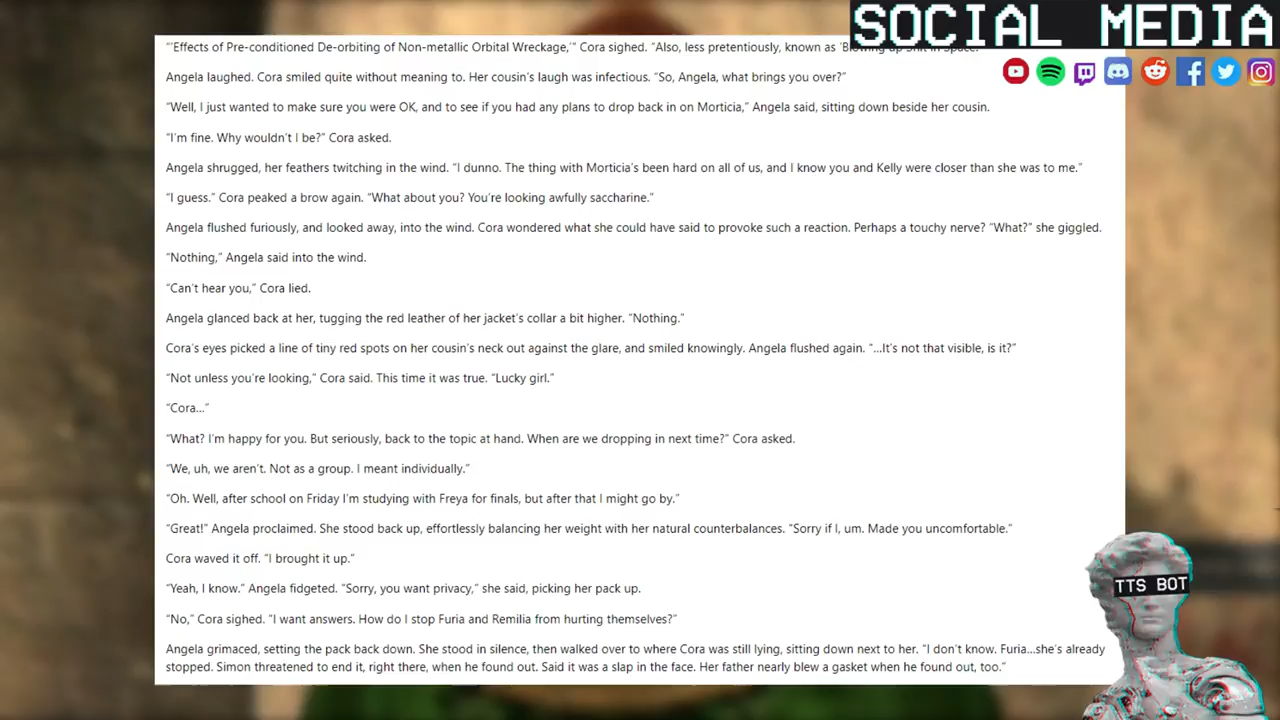 SOCIAL MEDIA
“‘Effects of Pre-conditioned De-orbiting of Non-metallic Orbital Wreckage,’” Cora sighed. “Also, less pretentiously, known as ‘Blowing up Shit in Space.’”
Angela laughed. Cora smiled quite without meaning to. Her cousin’s laugh was infectious. “So, Angela, what brings you over?”
“Well, I just wanted to make sure you were OK, and to see if you had any plans to drop back in on Morticia,” Angela said, sitting down beside her cousin.
“I’m fine. Why wouldn’t I be?” Cora asked.
Angela shrugged, her feathers twitching in the wind. “I dunno. The thing with Morticia’s been hard on all of us, and I know you and Kelly were closer than she was to me.”
“I guess.” Cora peaked a brow again. “What about you? You’re looking awfully saccharine.”
Angela flushed furiously, and looked away, into the wind. Cora wondered what she could have said to provoke such a reaction. Perhaps a touchy nerve? “What?” she giggled.
“Nothing,” Angela said into the wind.
“Can’t hear you,” Cora lied.
Angela glanced back at her, tugging the red leather of her jacket’s collar a bit higher. “Nothing.”
Cora’s eyes picked a line of tiny red spots on her cousin’s neck out against the glare, and smiled knowingly. Angela flushed again. “…It’s not that visible, is it?”
“Not unless you’re looking,” Cora said. This time it was true. “Lucky girl.”
“Cora…”
“What? I’m happy for you. But seriously, back to the topic at hand. When are we dropping in next time?” Cora asked.
“We, uh, we aren’t. Not as a group. I meant individually.”
“Oh. Well, after school on Friday I’m studying with Freya for finals, but after that I might go by.”
“Great!” Angela proclaimed. She stood back up, effortlessly balancing her weight with her natural counterbalances. “Sorry if I, um. Made you uncomfortable.”
Cora waved it off. “I brought it up.”
“Yeah, I know.” Angela fidgeted. “Sorry, you want privacy,” she said, picking her pack up.
“No,” Cora sighed. “I want answers. How do I stop Furia and Remilia from hurting themselves?”
Angela grimaced, setting the pack back down. She stood in silence, then walked over to where Cora was still lying, sitting down next to her. “I don’t know. Furia…she’s already
stopped. Simon threatened to end it, right there, when he found out. Said it was a slap in the face. Her father nearly blew a gasket when he found out, too.”
TTS BOT